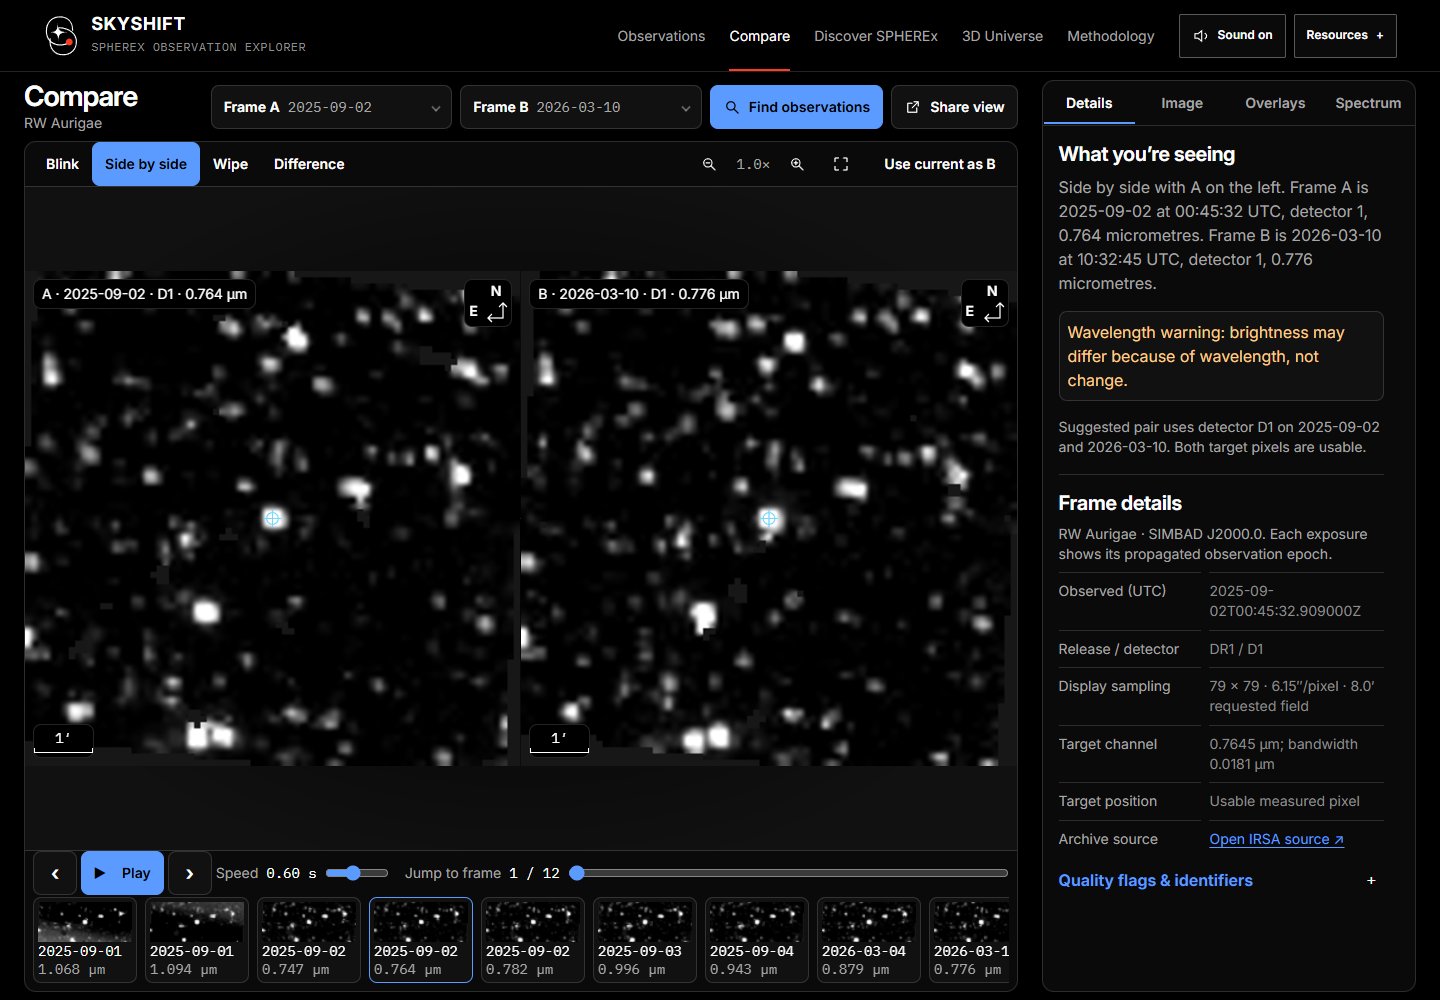 SKYSHIFT
SPHEREX OBSERVATION EXPLORER
Observations
Compare
Discover SPHEREx
3D Universe
Methodology
Sound on
Resources +
Compare
RW Aurigae
Frame A 2025-09-02
Frame B 2026-03-10
Find observations
Share view
Blink
Side by side
Wipe
Difference
1.0×
Use current as B
A · 2025-09-02 · D1 · 0.764 µm
N
E
1′
B · 2026-03-10 · D1 · 0.776 µm
N
E
1′
‹
Play
›
Speed 0.60 s
Jump to frame 1 / 12
2025-09-01
1.068 µm
2025-09-01
1.094 µm
2025-09-02
0.747 µm
2025-09-02
0.764 µm
2025-09-02
0.782 µm
2025-09-03
0.996 µm
2025-09-04
0.943 µm
2026-03-04
0.879 µm
2026-03-1
0.776 µm
Details
Image
Overlays
Spectrum
What you’re seeing
Side by side with A on the left. Frame A is
2025-09-02 at 00:45:32 UTC, detector 1,
0.764 micrometres. Frame B is 2026-03-10
at 10:32:45 UTC, detector 1, 0.776
micrometres.
Wavelength warning: brightness may
differ because of wavelength, not
change.
Suggested pair uses detector D1 on 2025-09-02
and 2026-03-10. Both target pixels are usable.
Frame details
RW Aurigae · SIMBAD J2000.0. Each exposure
shows its propagated observation epoch.
Observed (UTC)
2025-09-
02T00:45:32.909000Z
Release / detector
DR1 / D1
Display sampling
79 × 79 · 6.15″/pixel · 8.0′
requested field
Target channel
0.7645 µm; bandwidth
0.0181 µm
Target position
Usable measured pixel
Archive source
Open IRSA source ↗
Quality flags & identifiers +